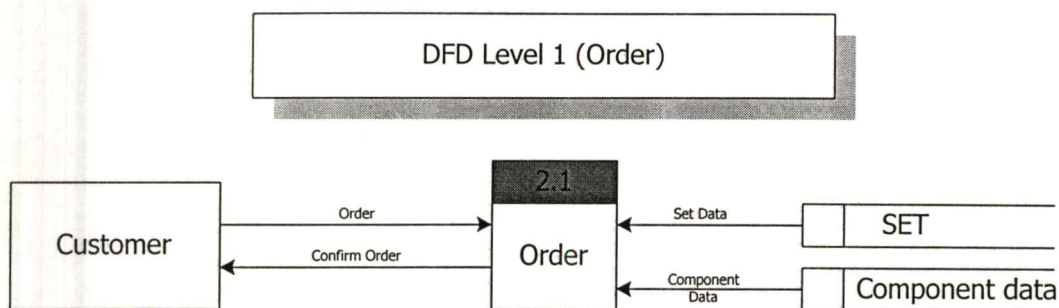 DFD Level 1 (Order)
2.1
Customer
Order
Confirm Order
Order
Set Data
Component
Data
SET
Component data